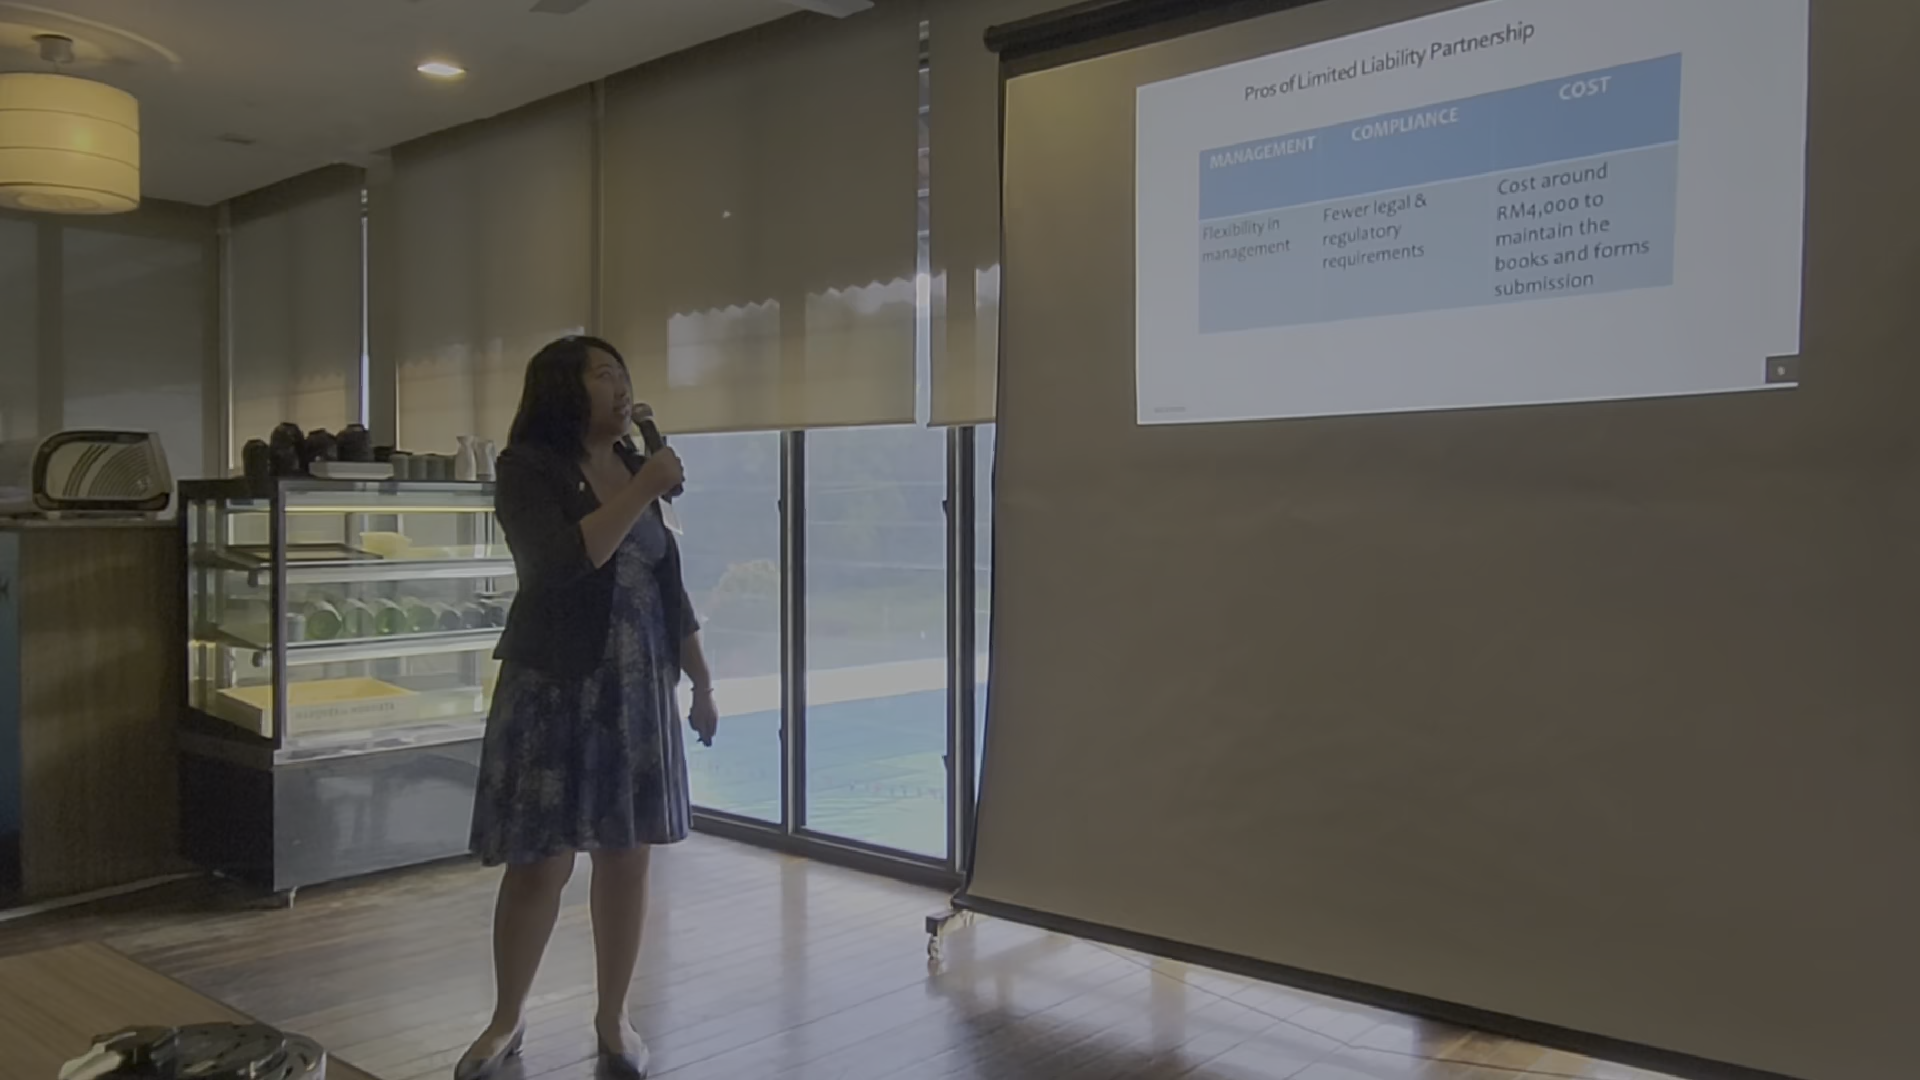 Pros of Limited Liability Partnership
MANAGEMENT
COMPLIANCE
COST
Flexibility in
management
Fewer legal &
regulatory
requirements
Cost around
RM4,000 to
maintain the
books and forms
submission
9